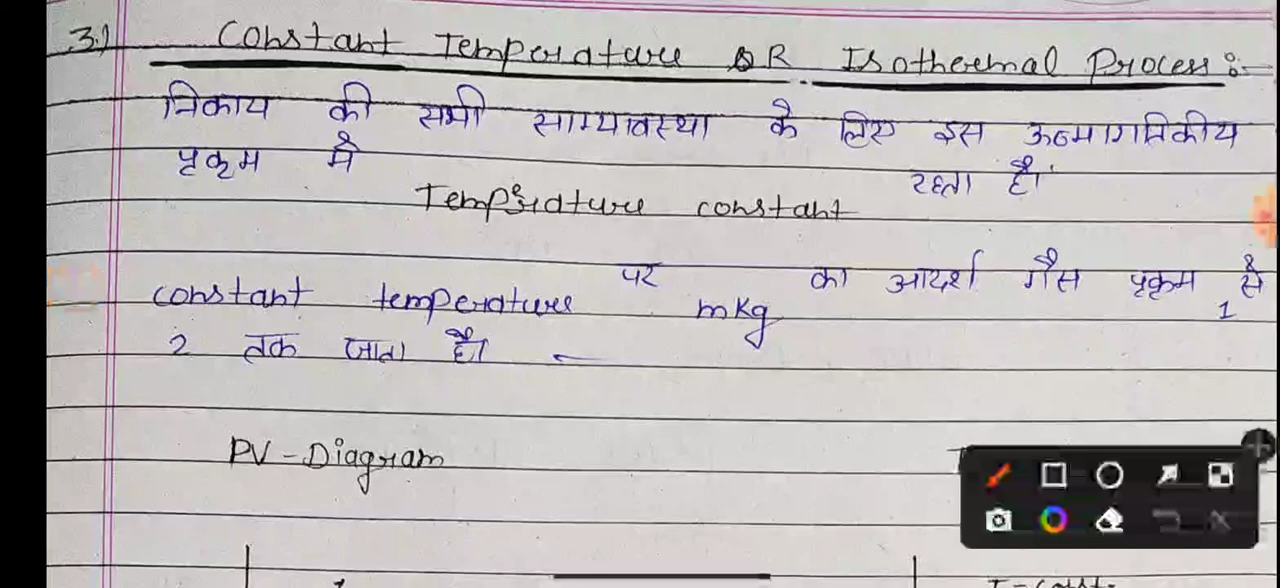 3.) Constant Temperature OR Isothermal Process :-
निकाय की सभी साम्यावस्था के लिए इस ऊष्मागतिकीय
प्रक्रम में Temperature constant रहता है।
constant temperature पर mkg का आदर्श गैस प्रक्रम 1 से
2 तक जाता है।
PV - Diagram
T = const.